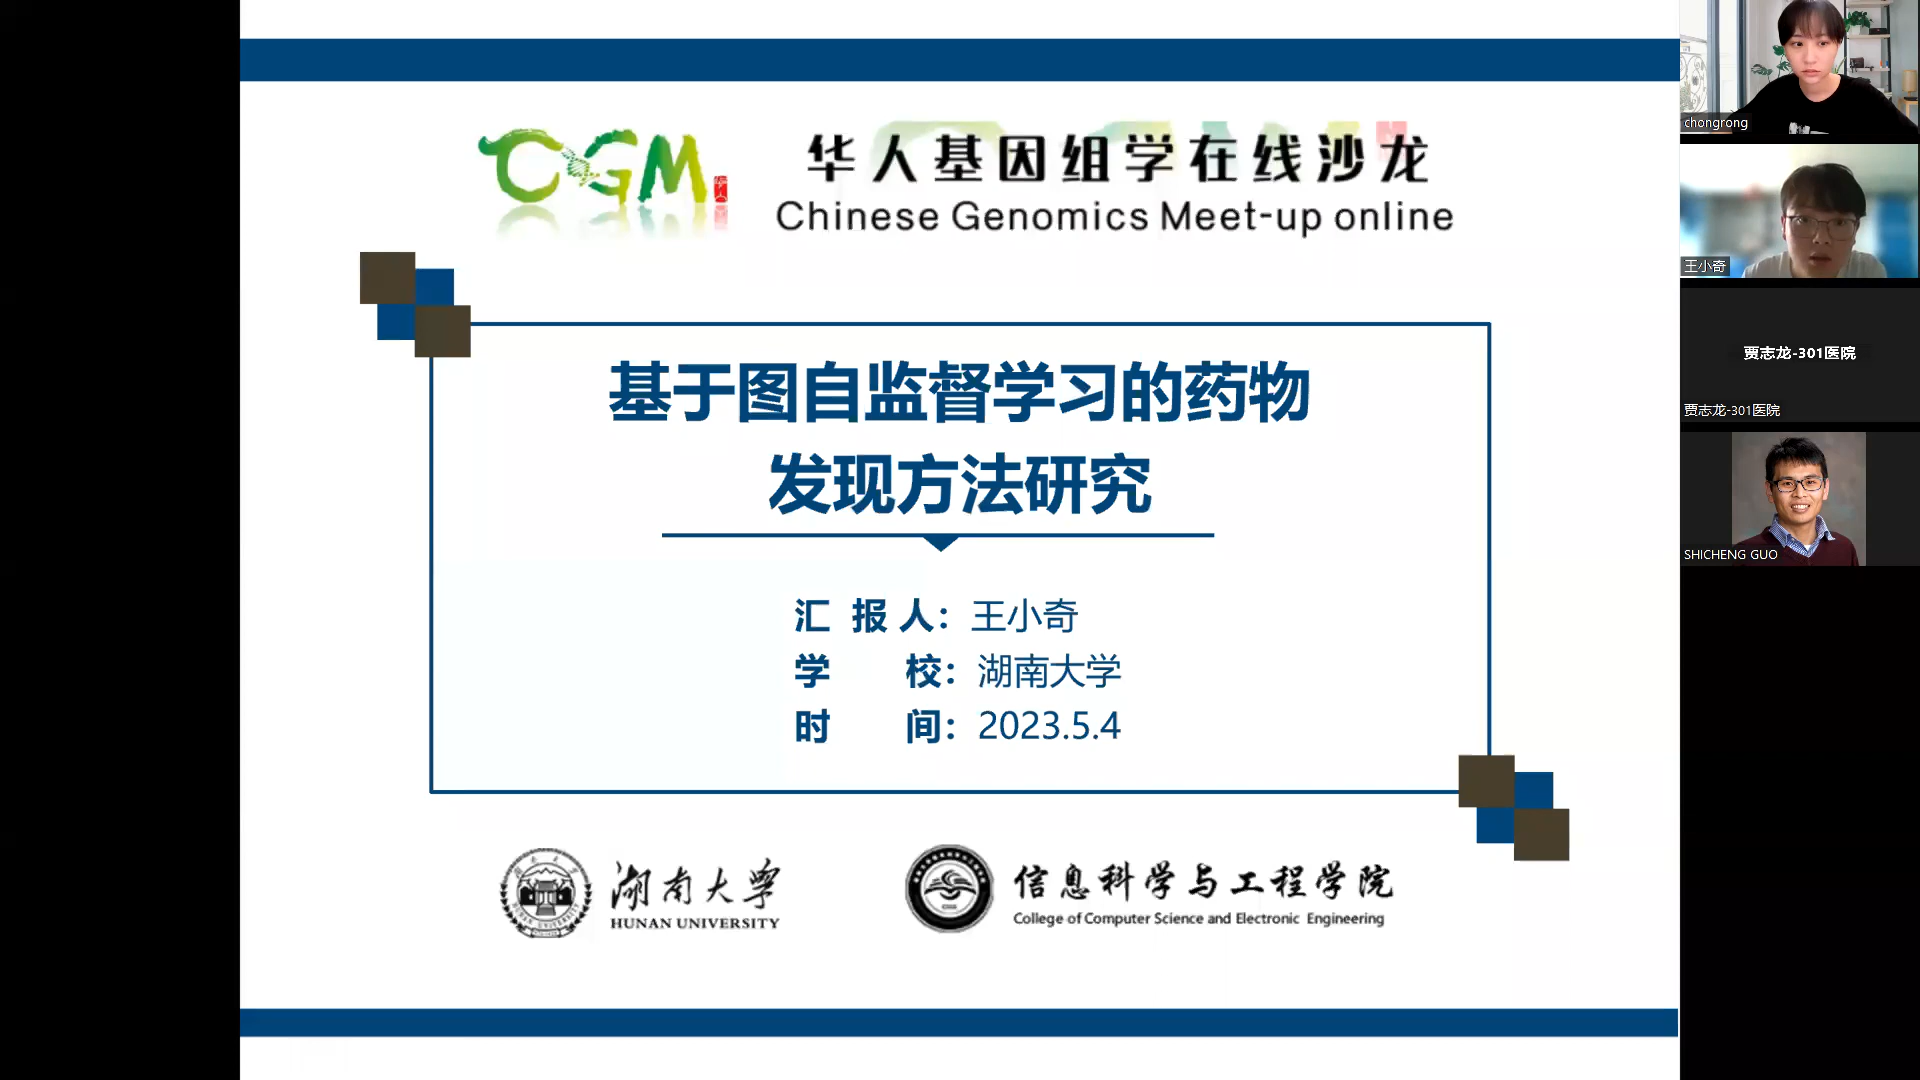 CGM
华人
华人基因组学在线沙龙
Chinese Genomics Meet-up online
基于图自监督学习的药物
发现方法研究
汇 报 人：王小奇
学 校：湖南大学
时 间：2023.5.4
湖南大学
HUNAN UNIVERSITY
信息科学与工程学院
College of Computer Science and Electronic Engineering
chongrong
王小奇
贾志龙-301医院
贾志龙-301医院
SHICHENG GUO